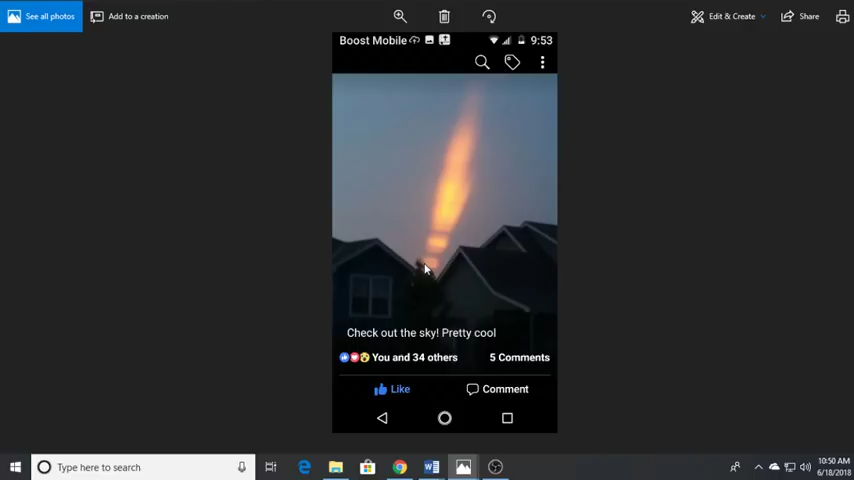 See all photos
Add to a creation
Edit & Create
Share
Boost Mobile
9:53
Check out the sky! Pretty cool
You and 34 others
5 Comments
Like
Comment
Type here to search
10:50 AM
6/18/2018